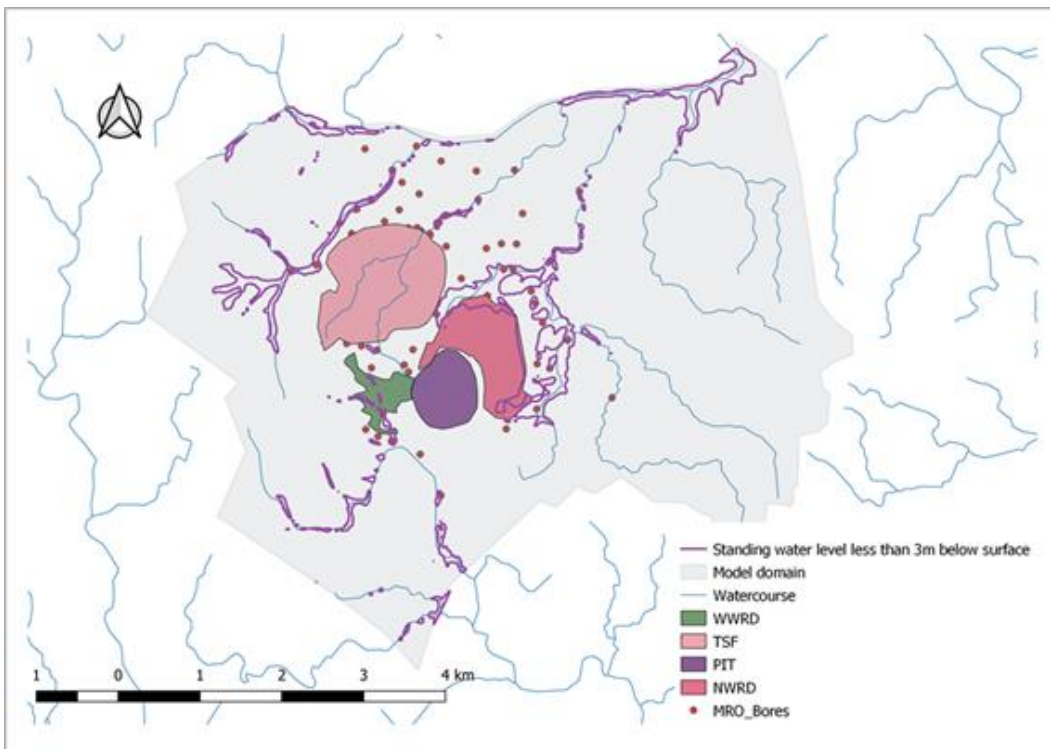 Standing water level less than 3m below surface
Model domain
Watercourse
WWRD
TSF
PIT
NWRD
MRO_Bores
1 0 1 2 3 4 km